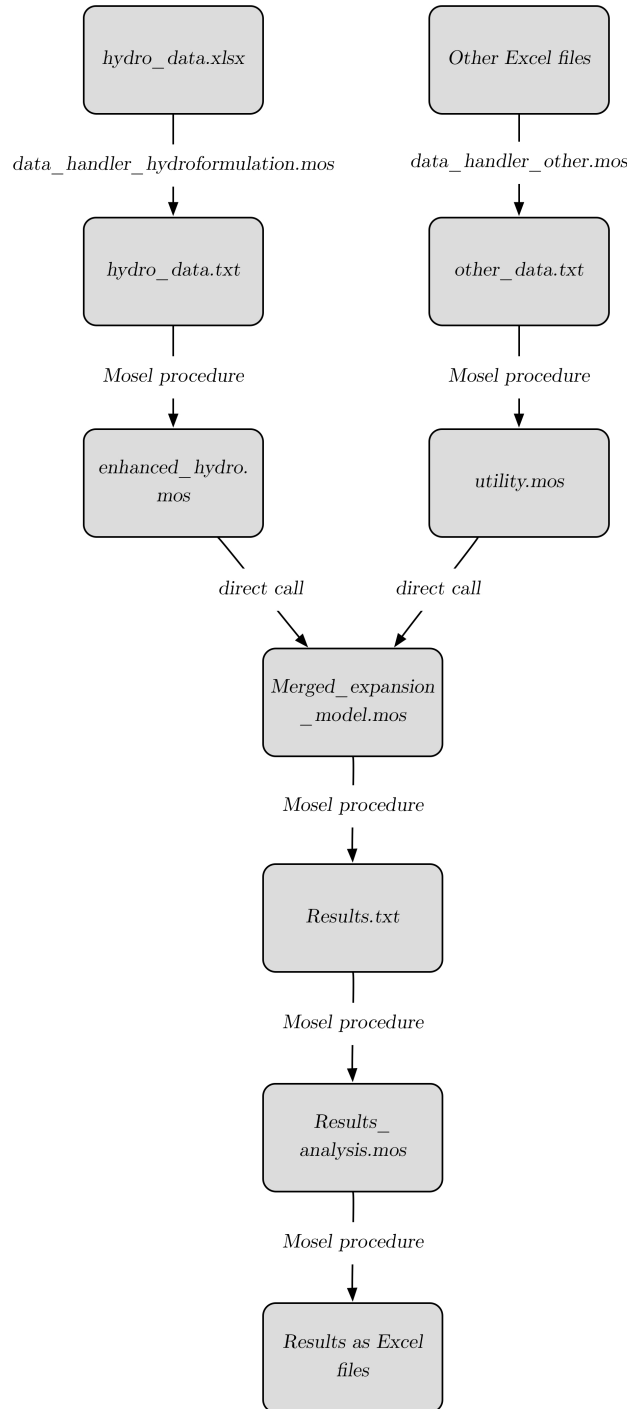 hydro_data.xlsx
Other Excel files
data_handler_hydroformulation.mos
data_handler_other.mos
hydro_data.txt
other_data.txt
Mosel procedure
Mosel procedure
enhanced_hydro.
mos
utility.mos
direct call
direct call
Merged_expansion
_model.mos
Mosel procedure
Results.txt
Mosel procedure
Results_
analysis.mos
Mosel procedure
Results as Excel
files